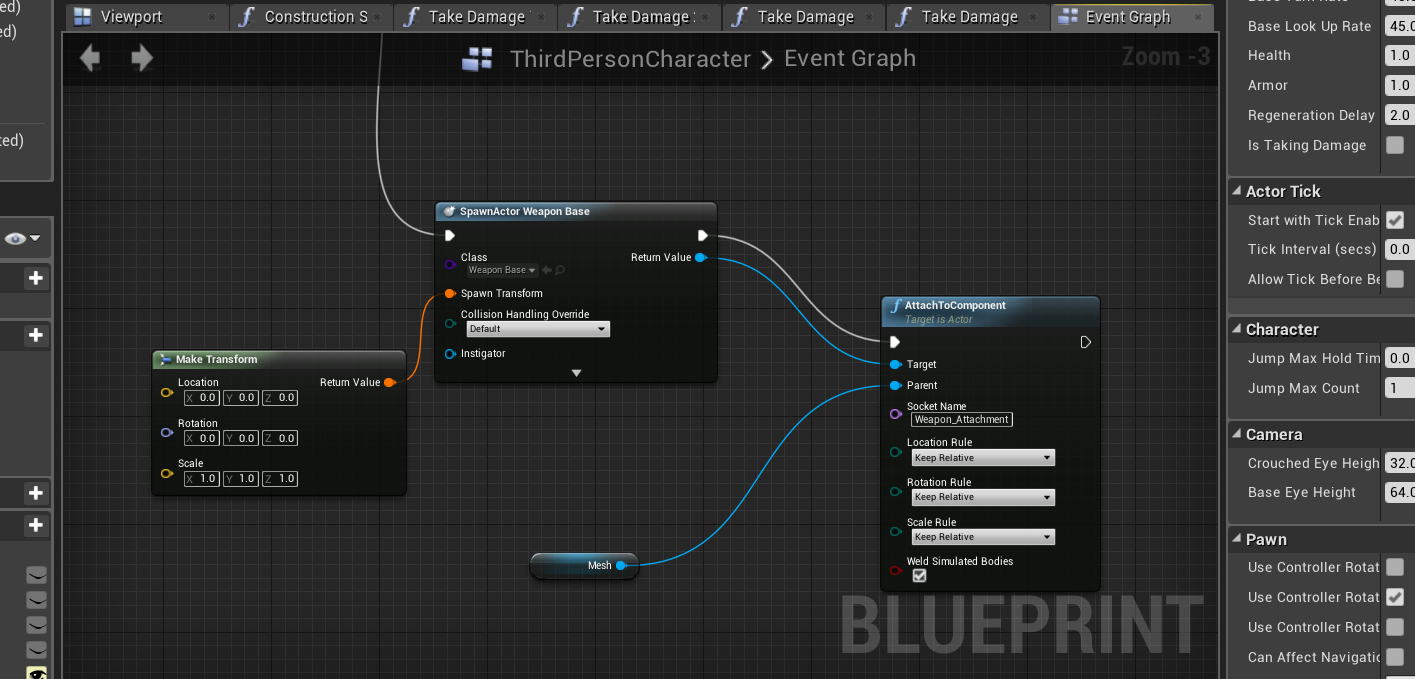 ed)
ed)
ted)
Viewport
Construction S
Take Damage
Take Damage
Take Damage
Take Damage
Event Graph
ThirdPersonCharacter
Event Graph
Zoom -3
SpawnActor Weapon Base
Class
Weapon Base
Return Value
Spawn Transform
Collision Handling Override
Default
Instigator
Make Transform
Location
Return Value
X 0.0 Y 0.0 Z 0.0
Rotation
X 0.0 Y 0.0 Z 0.0
Scale
X 1.0 Y 1.0 Z 1.0
Mesh
AttachToComponent
Target is Actor
Target
Parent
Socket Name
Weapon_Attachment
Location Rule
Keep Relative
Rotation Rule
Keep Relative
Scale Rule
Keep Relative
Weld Simulated Bodies
BLUEPRINT
Base Look Up Rate 45.0
Health 1.0
Armor 1.0
Regeneration Delay 2.0
Is Taking Damage
Actor Tick
Start with Tick Enab
Tick Interval (secs) 0.0
Allow Tick Before Be
Character
Jump Max Hold Tim 0.0
Jump Max Count 1
Camera
Crouched Eye Heigh 32.0
Base Eye Height 64.0
Pawn
Use Controller Rotat
Use Controller Rotat
Use Controller Rotat
Can Affect Navigatic